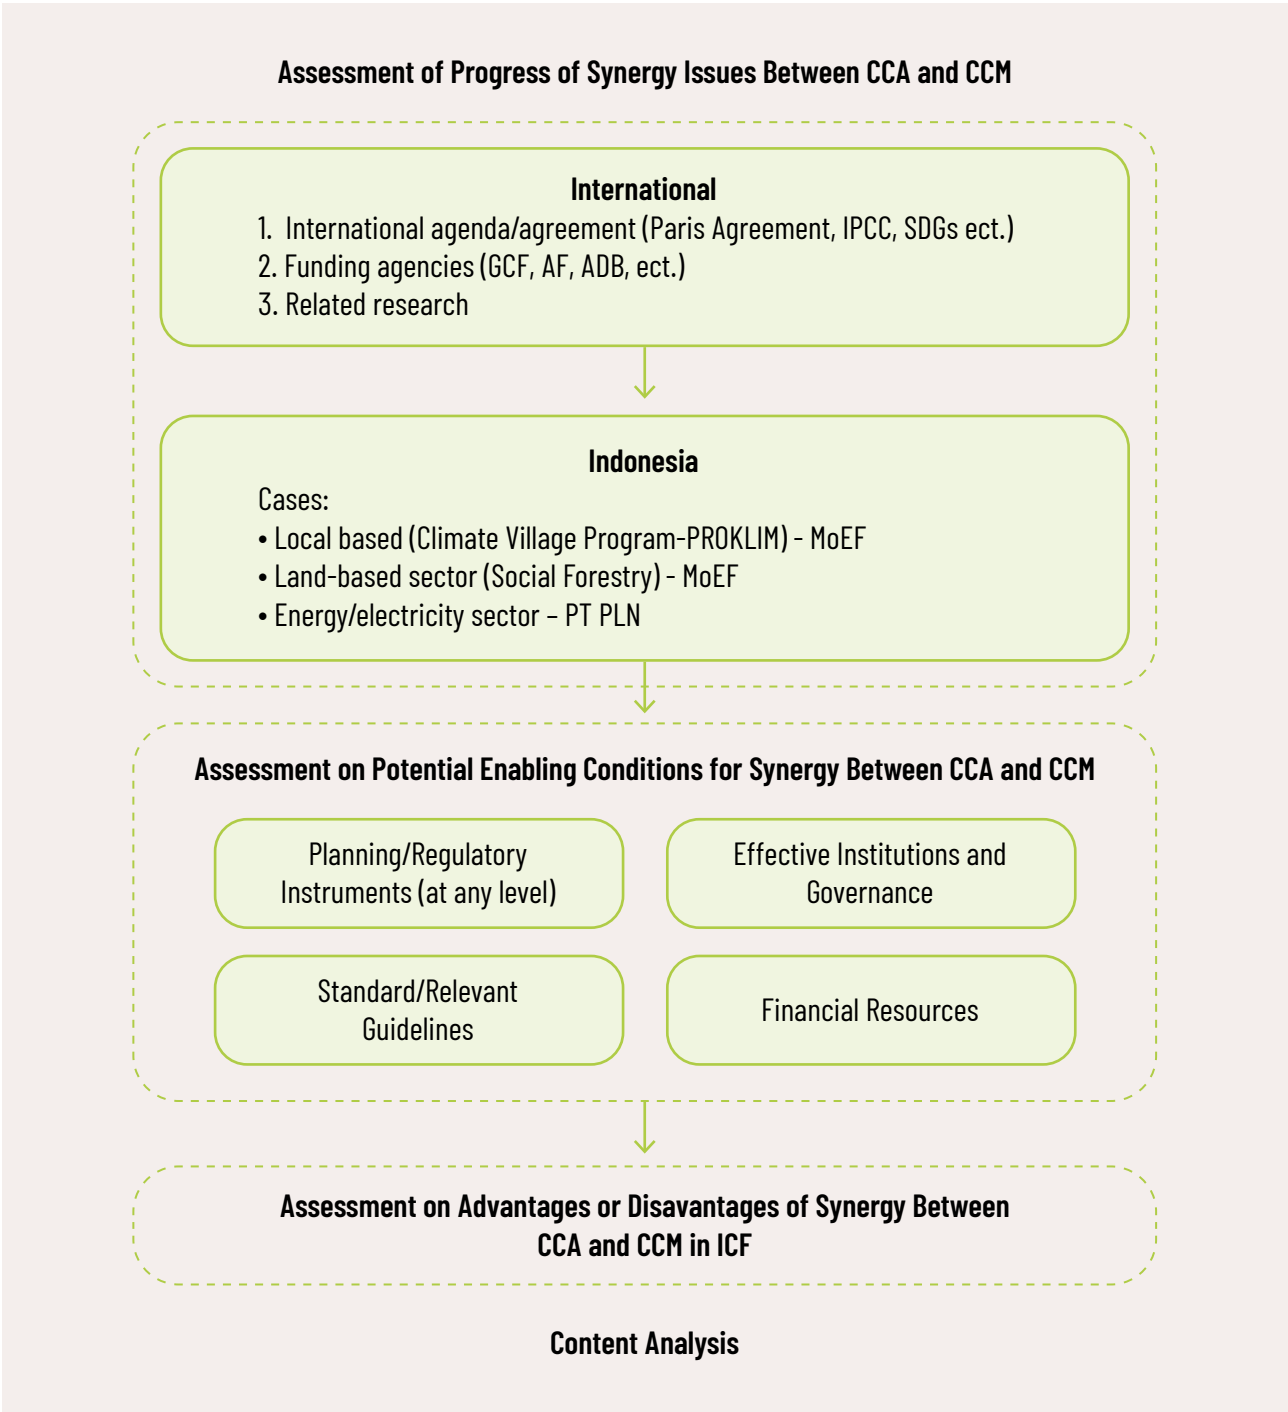 Assessment of Progress of Synergy Issues Between CCA and CCM
International
1. International agenda/agreement (Paris Agreement, IPCC, SDGs ect.)
2. Funding agencies (GCF, AF, ADB, ect.)
3. Related research
Indonesia
Cases:
• Local based (Climate Village Program-PROKLIM) - MoEF
• Land-based sector (Social Forestry) - MoEF
• Energy/electricity sector – PT PLN
Assessment on Potential Enabling Conditions for Synergy Between CCA and CCM
Planning/Regulatory
Instruments (at any level)
Effective Institutions and
Governance
Standard/Relevant
Guidelines
Financial Resources
Assessment on Advantages or Disavantages of Synergy Between
CCA and CCM in ICF
Content Analysis